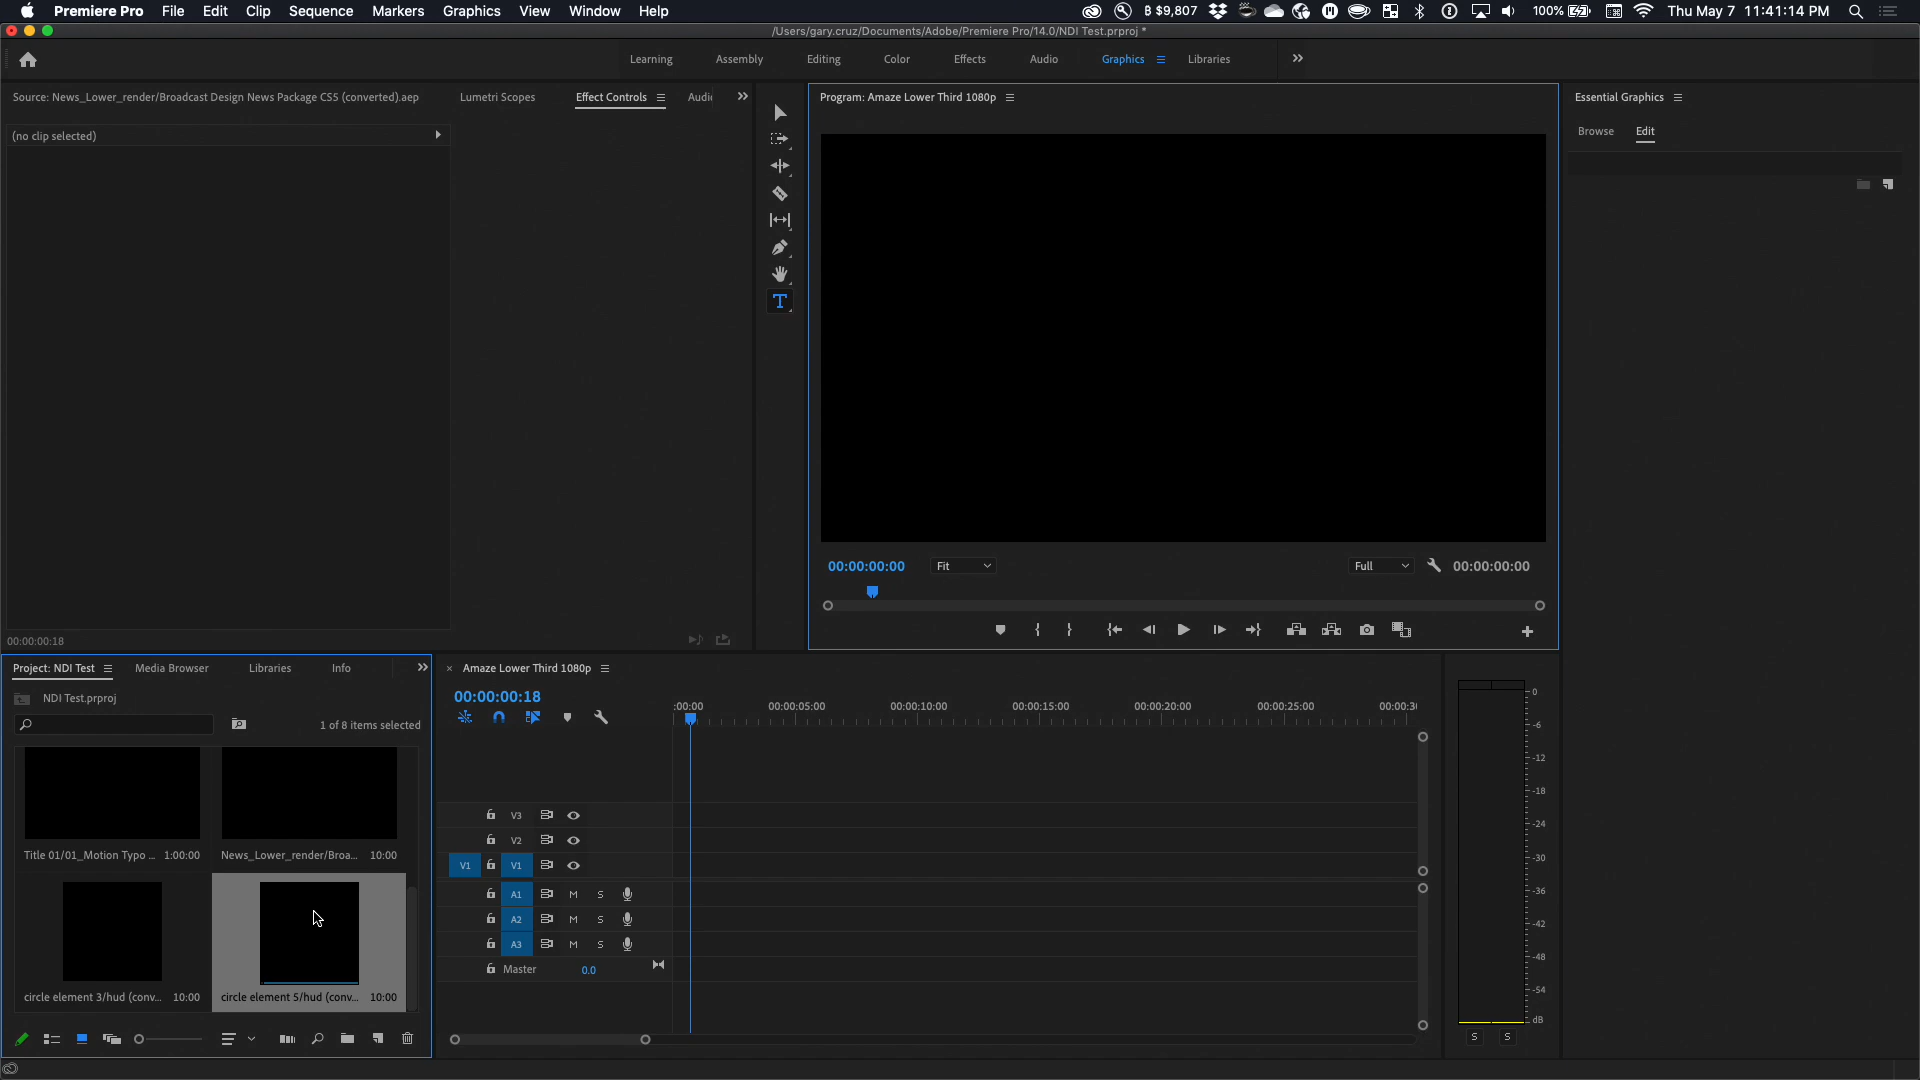 Premiere Pro File Edit Clip Sequence Markers Graphics View Window Help ₿ $9,807 100% Thu May 7 11:41:14 PM
/Users/gary.cruz/Documents/Adobe/Premiere Pro/14.0/NDI Test.prproj *
Learning Assembly Editing Color Effects Audio Graphics Libraries
Source: News_Lower_render/Broadcast Design News Package CS5 (converted).aep Lumetri Scopes Effect Controls Audi
Program: Amaze Lower Third 1080p
Essential Graphics
Browse Edit
(no clip selected)
T
00:00:00:00 Fit Full 00:00:00:00
00:00:00:18
Project: NDI Test Media Browser Libraries Info
× Amaze Lower Third 1080p
NDI Test.prproj
1 of 8 items selected
00:00:00:18
:00:00 00:00:05:00 00:00:10:00 00:00:15:00 00:00:20:00 00:00:25:00 00:00:3
Title 01/01_Motion Typo ... 1:00:00
News_Lower_render/Broa... 10:00
circle element 3/hud (conv... 10:00
circle element 5/hud (conv... 10:00
V3
V2
V1 V1
A1 M S
A2 M S
A3 M S
Master 0.0
0
-6
-12
-18
-24
-30
-36
-42
-48
-54
dB
S S